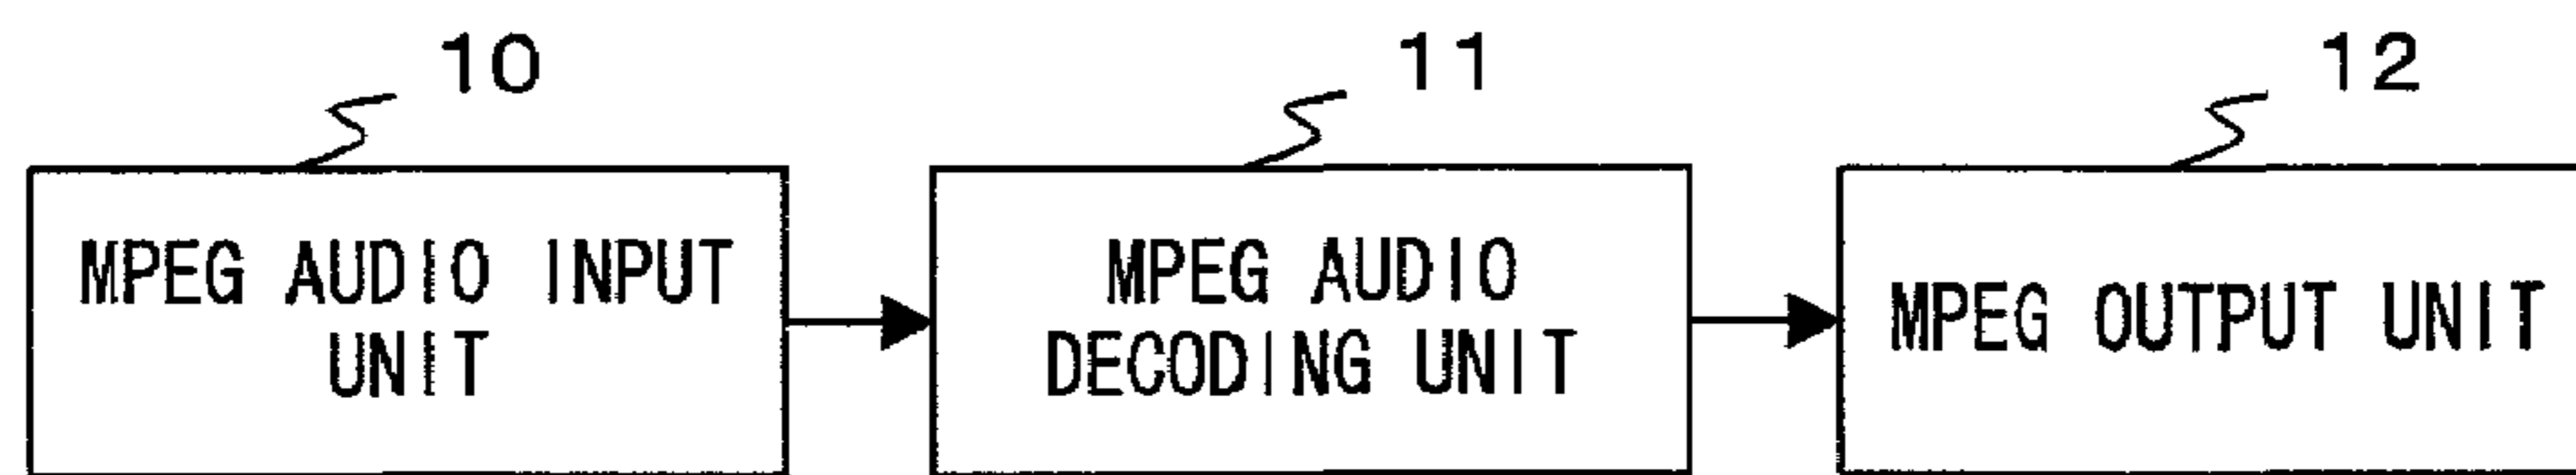 10
11
12
MPEG AUDIO INPUT
UNIT
MPEG AUDIO
DECODING UNIT
MPEG OUTPUT UNIT